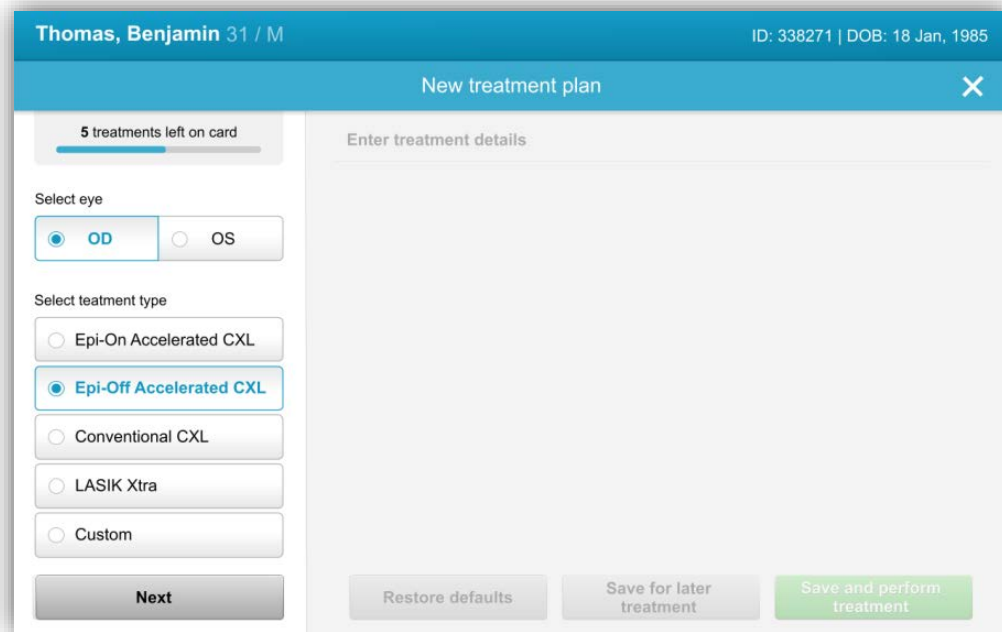 Thomas, Benjamin 31 / M
ID: 338271 | DOB: 18 Jan, 1985
New treatment plan
5 treatments left on card
Enter treatment details
Select eye
OD
OS
Select teatment type
Epi-On Accelerated CXL
Epi-Off Accelerated CXL
Conventional CXL
LASIK Xtra
Custom
Next
Restore defaults
Save for later
treatment
Save and perform
treatment